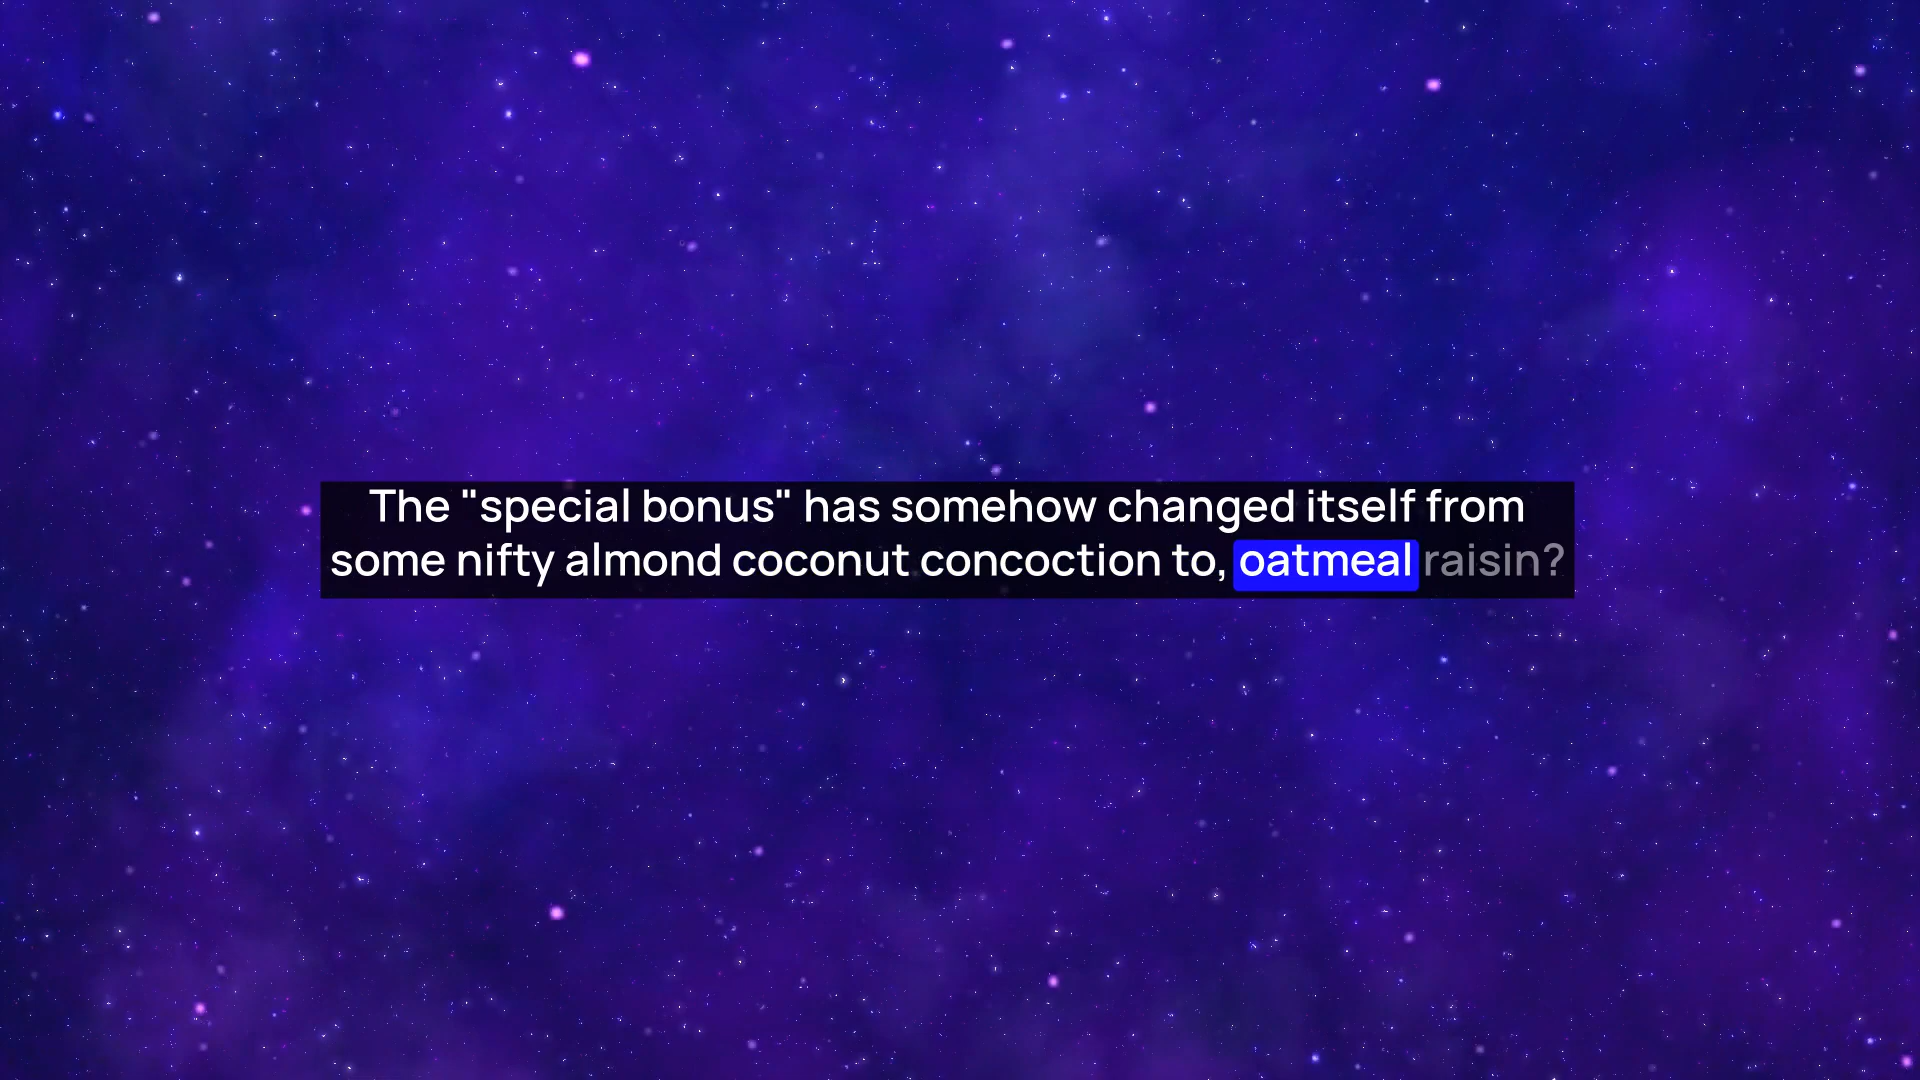 The "special bonus" has somehow changed itself from
some nifty almond coconut concoction to, oatmeal raisin?